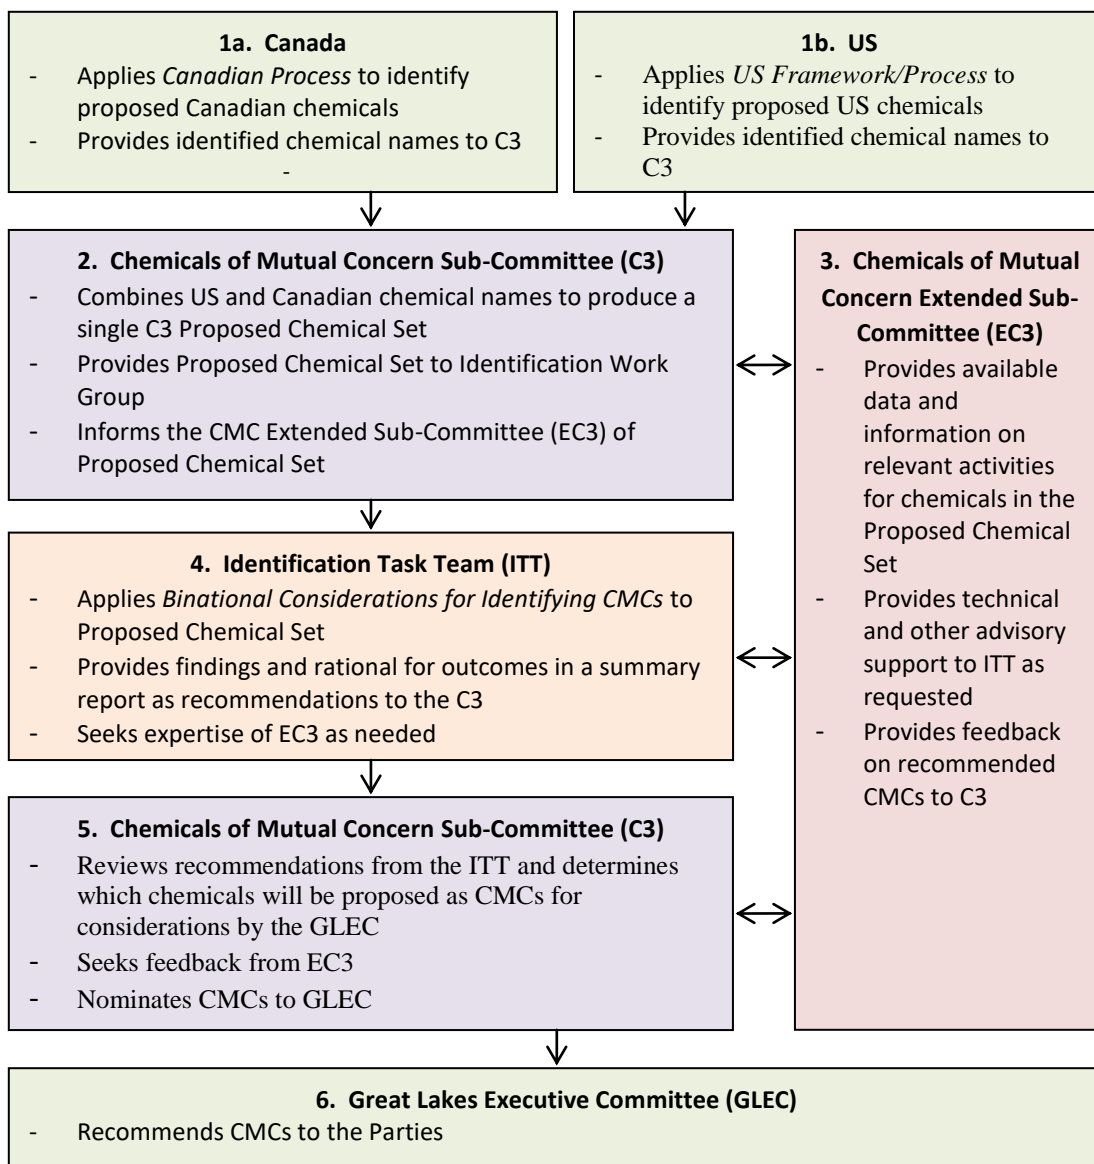 1a.  Canada
-    Applies Canadian Process to identify
proposed Canadian chemicals
-    Provides identified chemical names to C3
-
1b.  US
-    Applies US Framework/Process to
identify proposed US chemicals
-    Provides identified chemical names to
C3
2.  Chemicals of Mutual Concern Sub-Committee (C3)
-    Combines US and Canadian chemical names to produce a
single C3 Proposed Chemical Set
-    Provides Proposed Chemical Set to Identification Work
Group
-    Informs the CMC Extended Sub-Committee (EC3) of
Proposed Chemical Set
3.  Chemicals of Mutual
Concern Extended Sub-
Committee (EC3)
-    Provides available
data and
information on
relevant activities
for chemicals in the
Proposed Chemical
Set
-    Provides technical
and other advisory
support to ITT as
requested
-    Provides feedback
on recommended
CMCs to C3
4.  Identification Task Team (ITT)
-    Applies Binational Considerations for Identifying CMCs to
Proposed Chemical Set
-    Provides findings and rational for outcomes in a summary
report as recommendations to the C3
-    Seeks expertise of EC3 as needed
5.  Chemicals of Mutual Concern Sub-Committee (C3)
-    Reviews recommendations from the ITT and determines
which chemicals will be proposed as CMCs for
considerations by the GLEC
-    Seeks feedback from EC3
-    Nominates CMCs to GLEC
6.  Great Lakes Executive Committee (GLEC)
-    Recommends CMCs to the Parties